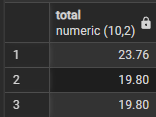 total
numeric (10,2)
1 23.76
2 19.80
3 19.80